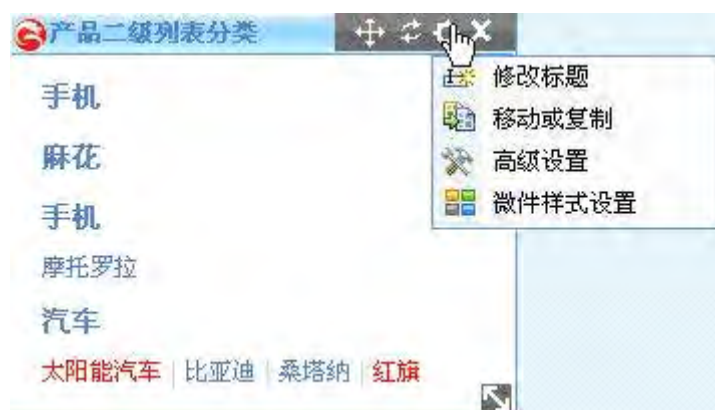 产品二级列表分类
修改标题
手机
移动或复制
麻花
高级设置
微件样式设置
手机
摩托罗拉
汽车
太阳能汽车 | 比亚迪 | 桑塔纳 | 红旗